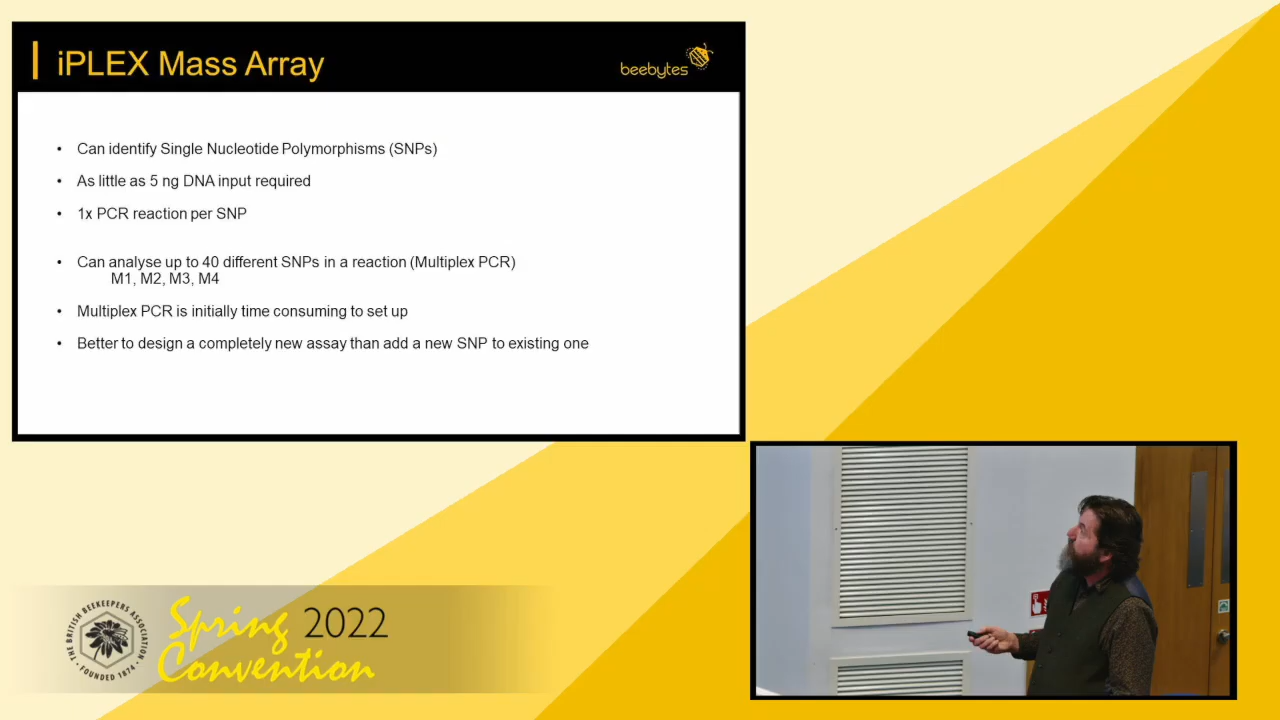 iPLEX Mass Array
beebytes
• Can identify Single Nucleotide Polymorphisms (SNPs)
• As little as 5 ng DNA input required
• 1x PCR reaction per SNP
• Can analyse up to 40 different SNPs in a reaction (Multiplex PCR)
M1, M2, M3, M4
• Multiplex PCR is initially time consuming to set up
• Better to design a completely new assay than add a new SNP to existing one
THE BRITISH BEEKEEPERS ASSOCIATION
• FOUNDED 1874 •
Spring 2022
Convention